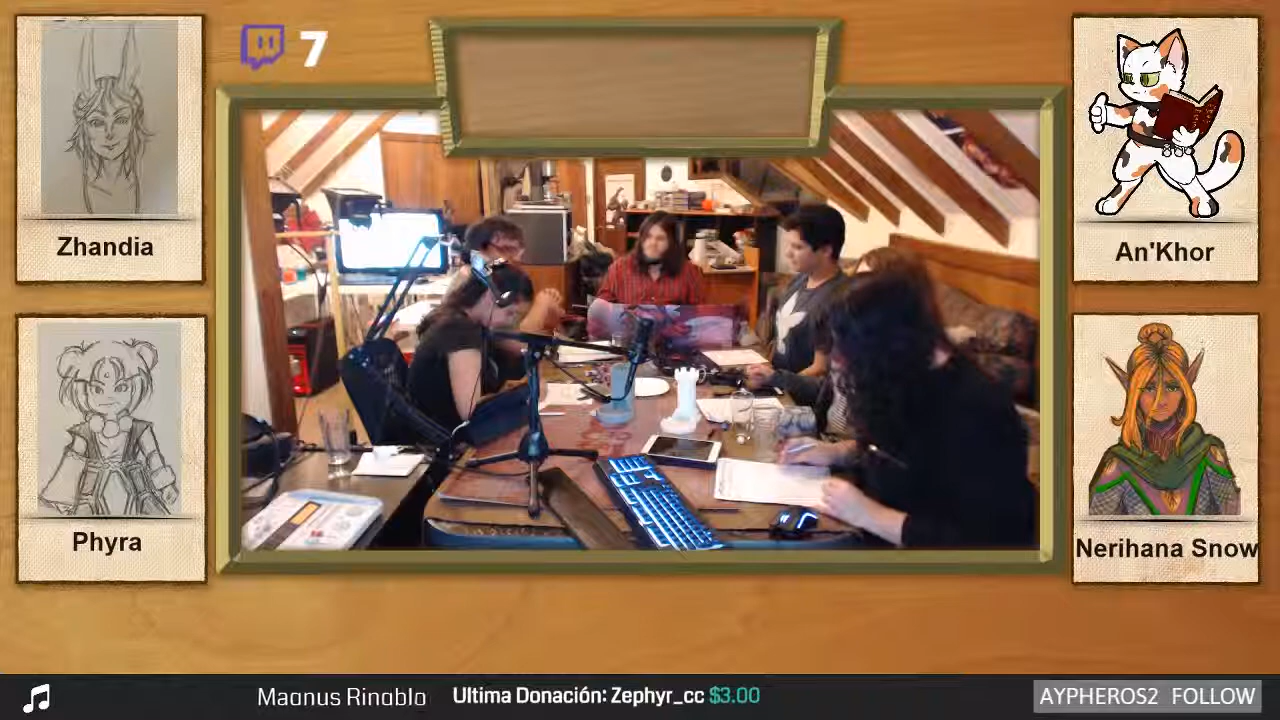 7
Zhandia
An'Khor
Phyra
Nerihana Snow
Magnus Ringblo
Ultima Donación: Zephyr_cc $3.00
AYPHEROS2 FOLLOW